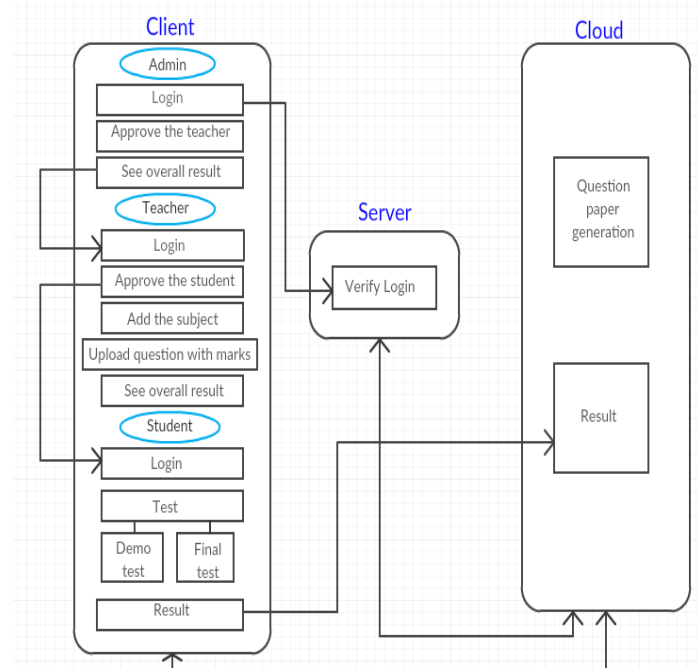 Client
Admin
Login
Approve the teacher
See overall result
Teacher
Login
Approve the student
Add the subject
Upload question with marks
See overall result
Student
Login
Test
Demo
test
Final
test
Result
Server
Verify Login
Cloud
Question
paper
generation
Result